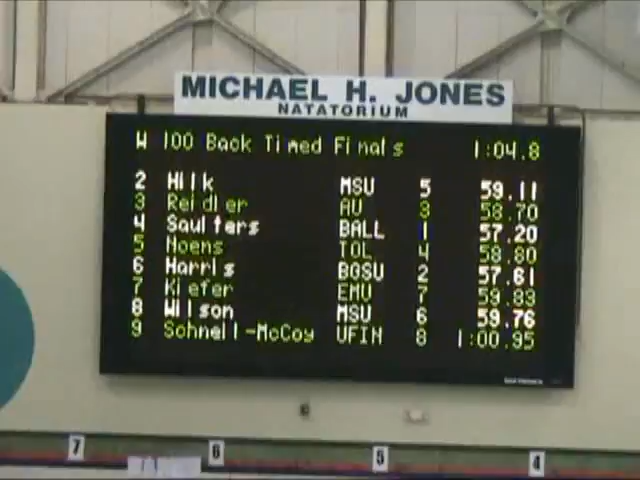 MICHAEL H. JONES
NATATORIUM
W 100 Back Timed Finals 1:04.8
2 Hilk MSU 5 59.11
3 Reidler AU 3 58.70
4 Saulters BALL 1 57.20
5 Noens TOL 4 58.80
6 Harris BGSU 2 57.61
7 Kiefer EMU 7 59.83
8 Wilson MSU 6 59.76
9 Schnell-McCoy UFIN 8 1:00.95
7 6 5 4